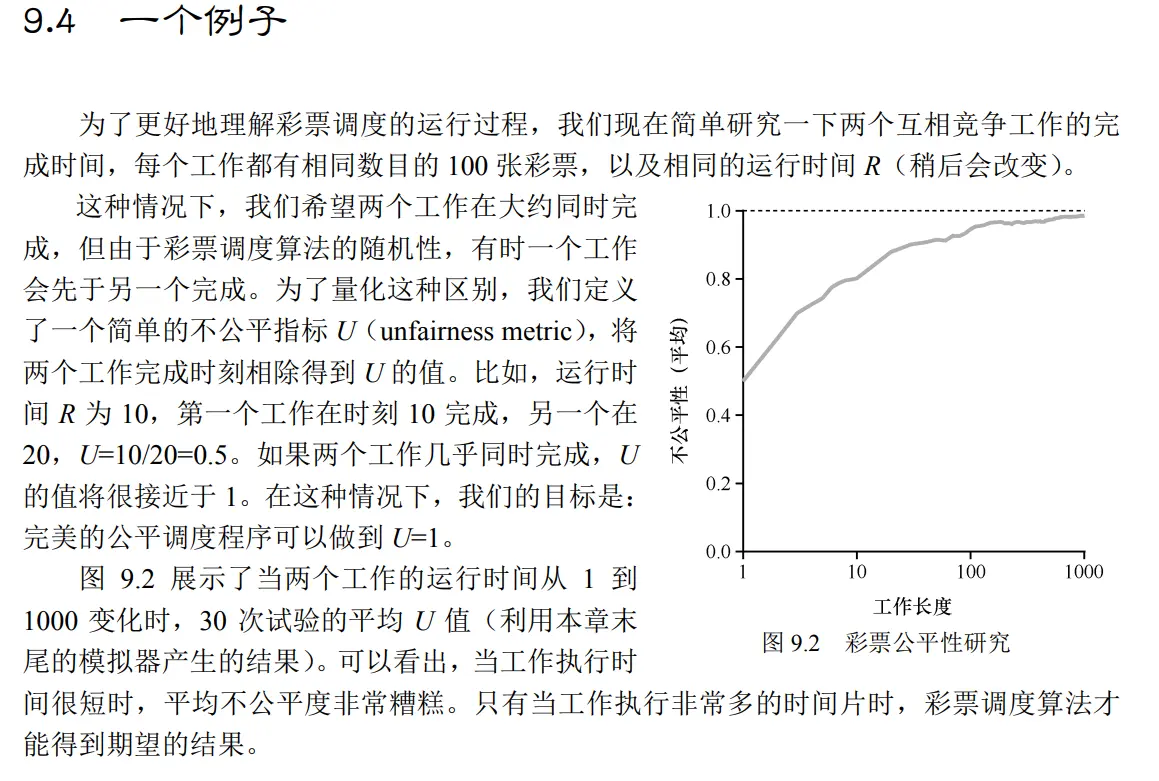 9.4 一个例子
为了更好地理解彩票调度的运行过程，我们现在简单研究一下两个互相竞争工作的完
成时间，每个工作都有相同数目的 100 张彩票，以及相同的运行时间 R（稍后会改变）。
这种情况下，我们希望两个工作在大约同时完
成，但由于彩票调度算法的随机性，有时一个工作
会先于另一个完成。为了量化这种区别，我们定义
了一个简单的不公平指标 U（unfairness metric），将
两个工作完成时刻相除得到 U 的值。比如，运行时
间 R 为 10，第一个工作在时刻 10 完成，另一个在
20，U=10/20=0.5。如果两个工作几乎同时完成，U
的值将很接近于 1。在这种情况下，我们的目标是：
完美的公平调度程序可以做到 U=1。
图 9.2 展示了当两个工作的运行时间从 1 到
1000 变化时，30 次试验的平均 U 值（利用本章末
尾的模拟器产生的结果）。可以看出，当工作执行时
间很短时，平均不公平度非常糟糕。只有当工作执行非常多的时间片时，彩票调度算法才
能得到期望的结果。
不公平性（平均）
1.0
0.8
0.6
0.4
0.2
0.0
1 10 100 1000
工作长度
图 9.2 彩票公平性研究